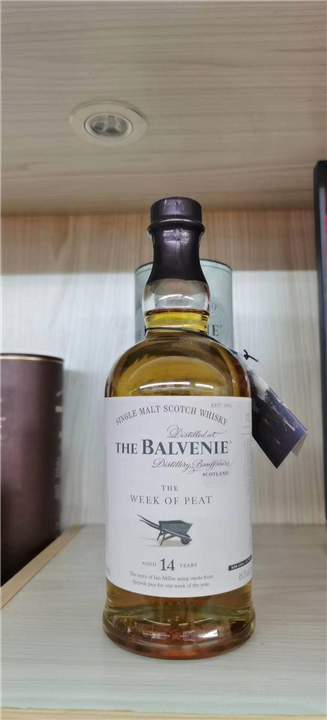 ESTD 1892
SINGLE MALT SCOTCH WHISKY
Distilled at
THE BALVENIE®
Distillery, Banffshire
SCOTLAND
THE
WEEK OF PEAT
AGED 14 YEARS
The story of Ian Millar using smoke from
Speyside peat for one week of the year.